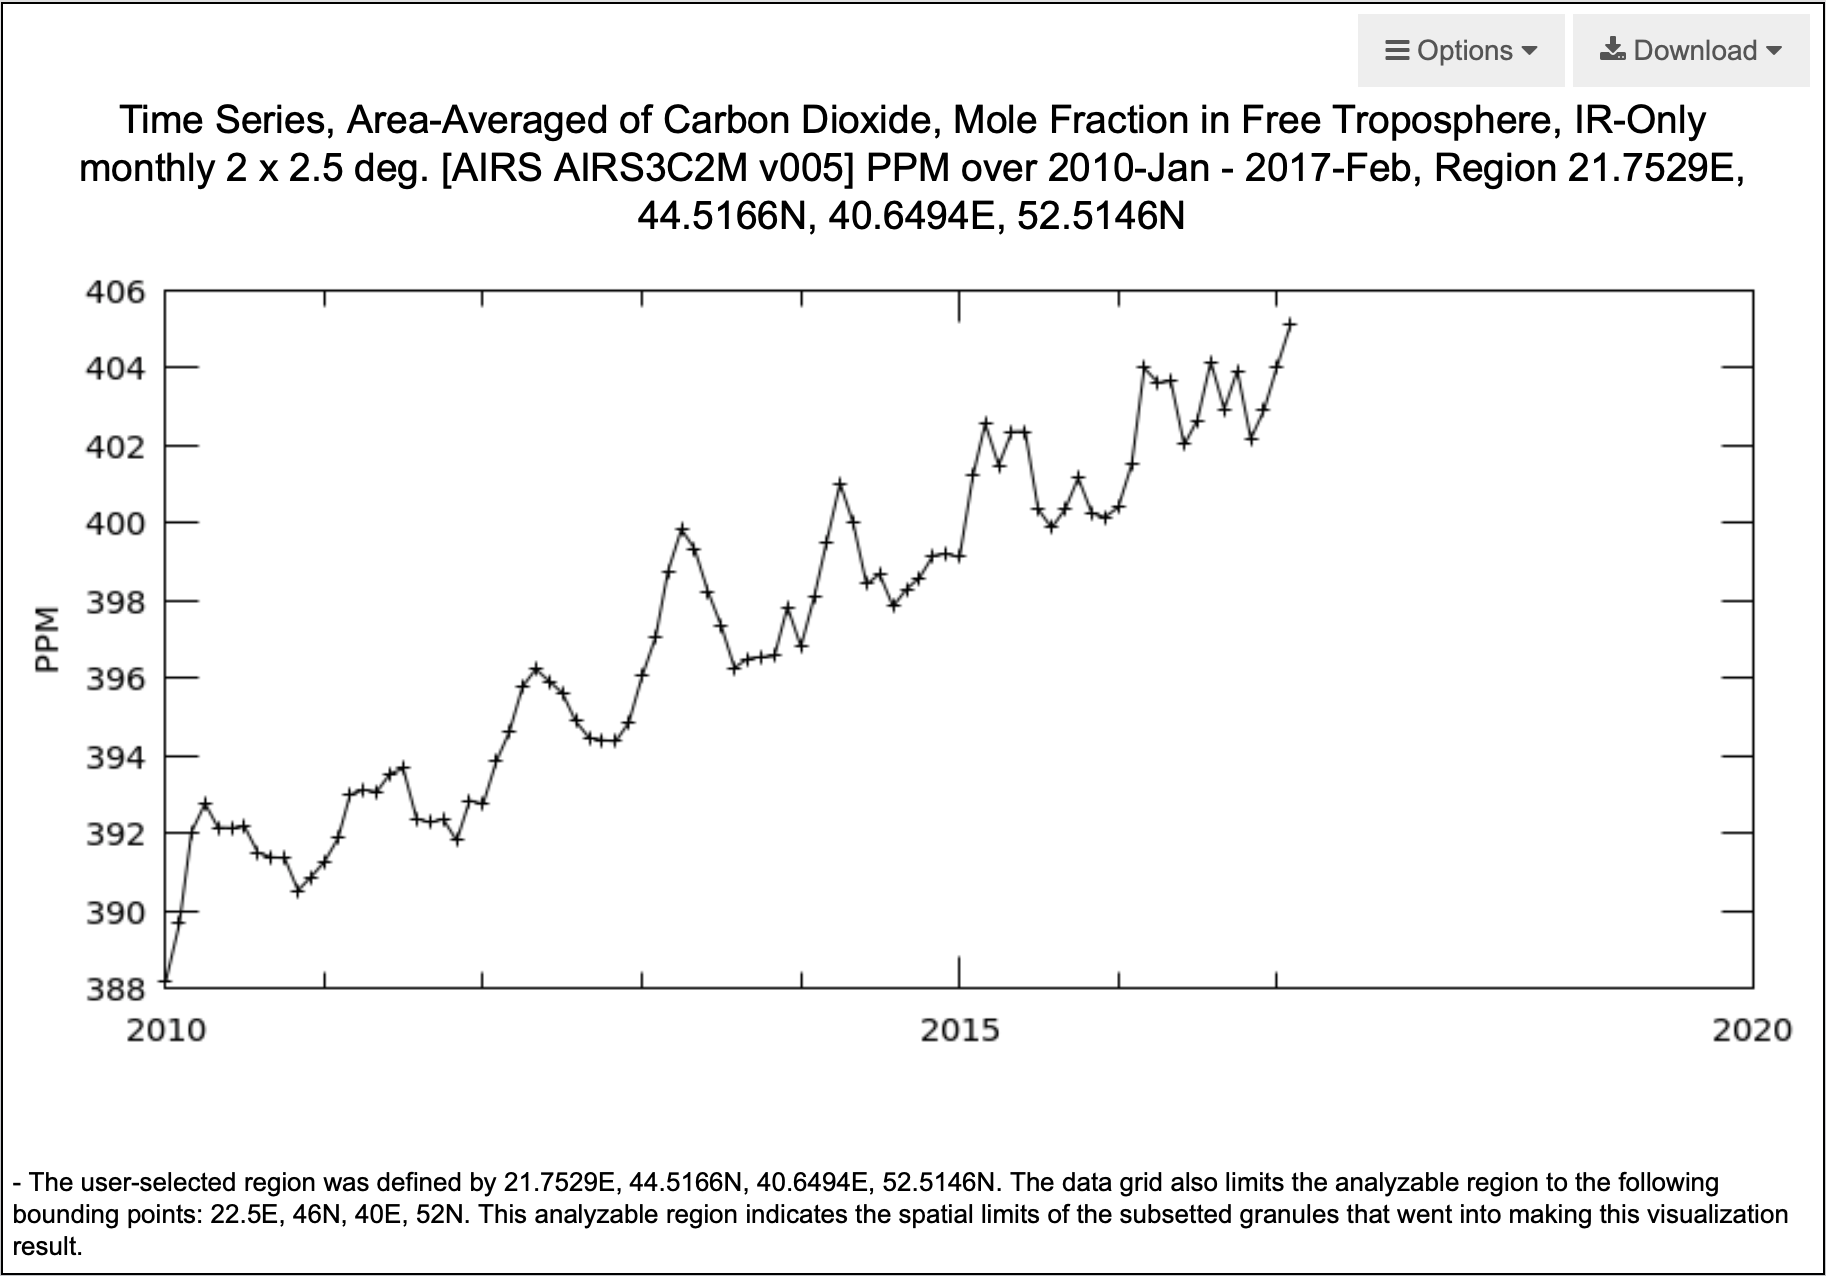 Options
Download
Time Series, Area-Averaged of Carbon Dioxide, Mole Fraction in Free Troposphere, IR-Only
monthly 2 x 2.5 deg. [AIRS AIRS3C2M v005] PPM over 2010-Jan - 2017-Feb, Region 21.7529E,
44.5166N, 40.6494E, 52.5146N
406
404
402
400
398
396
394
392
390
388
PPM
2010
2015
2020
- The user-selected region was defined by 21.7529E, 44.5166N, 40.6494E, 52.5146N. The data grid also limits the analyzable region to the following
bounding points: 22.5E, 46N, 40E, 52N. This analyzable region indicates the spatial limits of the subsetted granules that went into making this visualization
result.